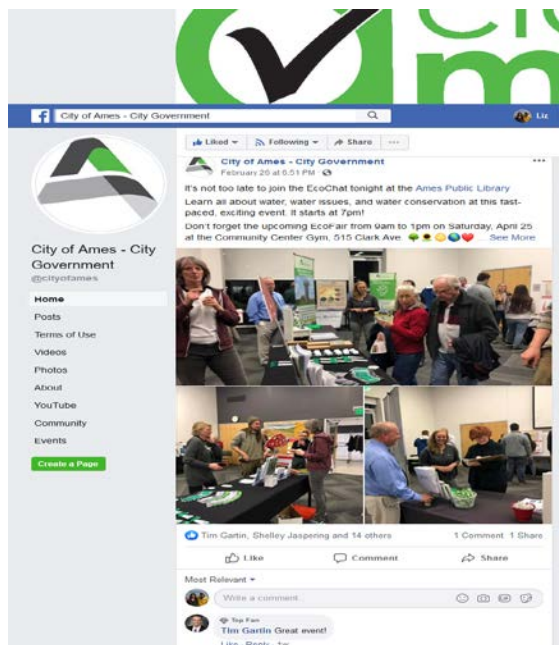 City of Ames - City Government
Liz
Liked
Following
Share
City of Ames - City Government
February 26 at 6:51 PM
It's not too late to join the EcoChat tonight at the Ames Public Library
Learn all about water, water issues, and water conservation at this fast-
paced, exciting event. It starts at 7pm!
Don't forget the upcoming EcoFair from 9am to 1pm on Saturday, April 25
at the Community Center Gym, 515 Clark Ave. 🌳🌻🌞🌎❤️ ... See More
City of Ames - City
Government
@cityofames
Home
Posts
Terms of Use
Videos
Photos
About
YouTube
Community
Events
Create a Page
Tim Gartin, Shelley Jaspering and 14 others
1 Comment 1 Share
Like
Comment
Share
Most Relevant
Write a comment...
Top Fan
Tim Gartin Great event!
Like · Reply · 1w